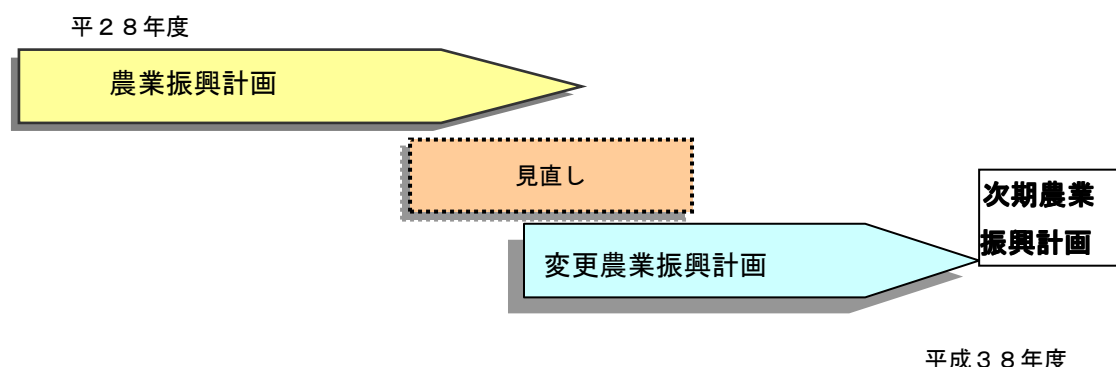 平２８年度
農業振興計画
見直し
次期農業
振興計画
変更農業振興計画
平成３８年度